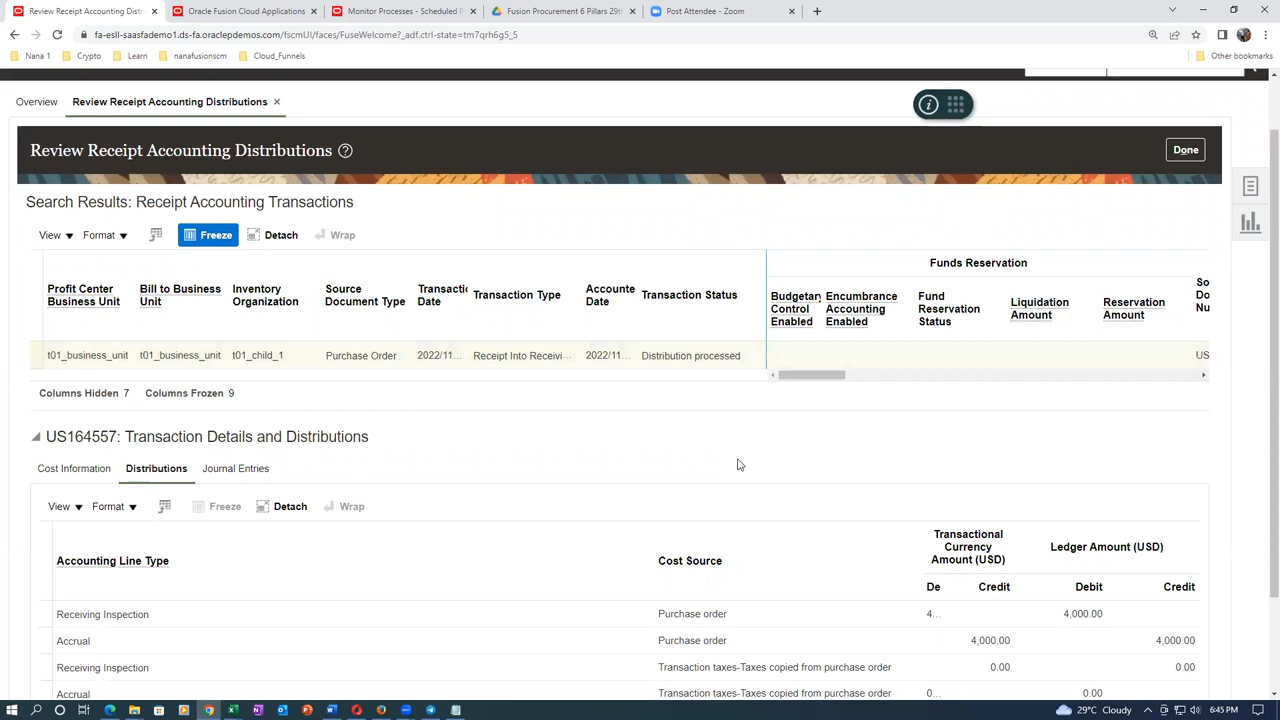 Review Receipt Accounting Distri
Oracle Fusion Cloud Applications
Monitor Processes - Scheduled P
Fusion Procurement 6 Pillars 29th
Post Attendee - Zoom
fa-esll-saasfademo1.ds-fa.oraclepdemos.com/fscmUI/faces/FuseWelcome?_adf.ctrl-state=tm7qrh6g5_5
Nana 1
Crypto
Learn
nanafusionscm
Cloud_Funnels
Other bookmarks
Overview
Review Receipt Accounting Distributions
Review Receipt Accounting Distributions
Done
Search Results: Receipt Accounting Transactions
View
Format
Freeze
Detach
Wrap
Funds Reservation
Profit Center Business Unit
Bill to Business Unit
Inventory Organization
Source Document Type
Transactic Date
Transaction Type
Accounte Date
Transaction Status
Budgetary Control Enabled
Encumbrance Accounting Enabled
Fund Reservation Status
Liquidation Amount
Reservation Amount
So Do Nu
t01_business_unit
t01_business_unit
t01_child_1
Purchase Order
2022/11...
Receipt Into Receivi...
2022/11...
Distribution processed
US
Columns Hidden 7
Columns Frozen 9
US164557: Transaction Details and Distributions
Cost Information
Distributions
Journal Entries
View
Format
Freeze
Detach
Wrap
Accounting Line Type
Cost Source
Transactional Currency Amount (USD)
Ledger Amount (USD)
De
Credit
Debit
Credit
Receiving Inspection
Purchase order
4...
4,000.00
Accrual
Purchase order
4,000.00
4,000.00
Receiving Inspection
Transaction taxes-Taxes copied from purchase order
0.00
0.00
Accrual
Transaction taxes-Taxes copied from purchase order
0...
0.00
29°C Cloudy
6:45 PM